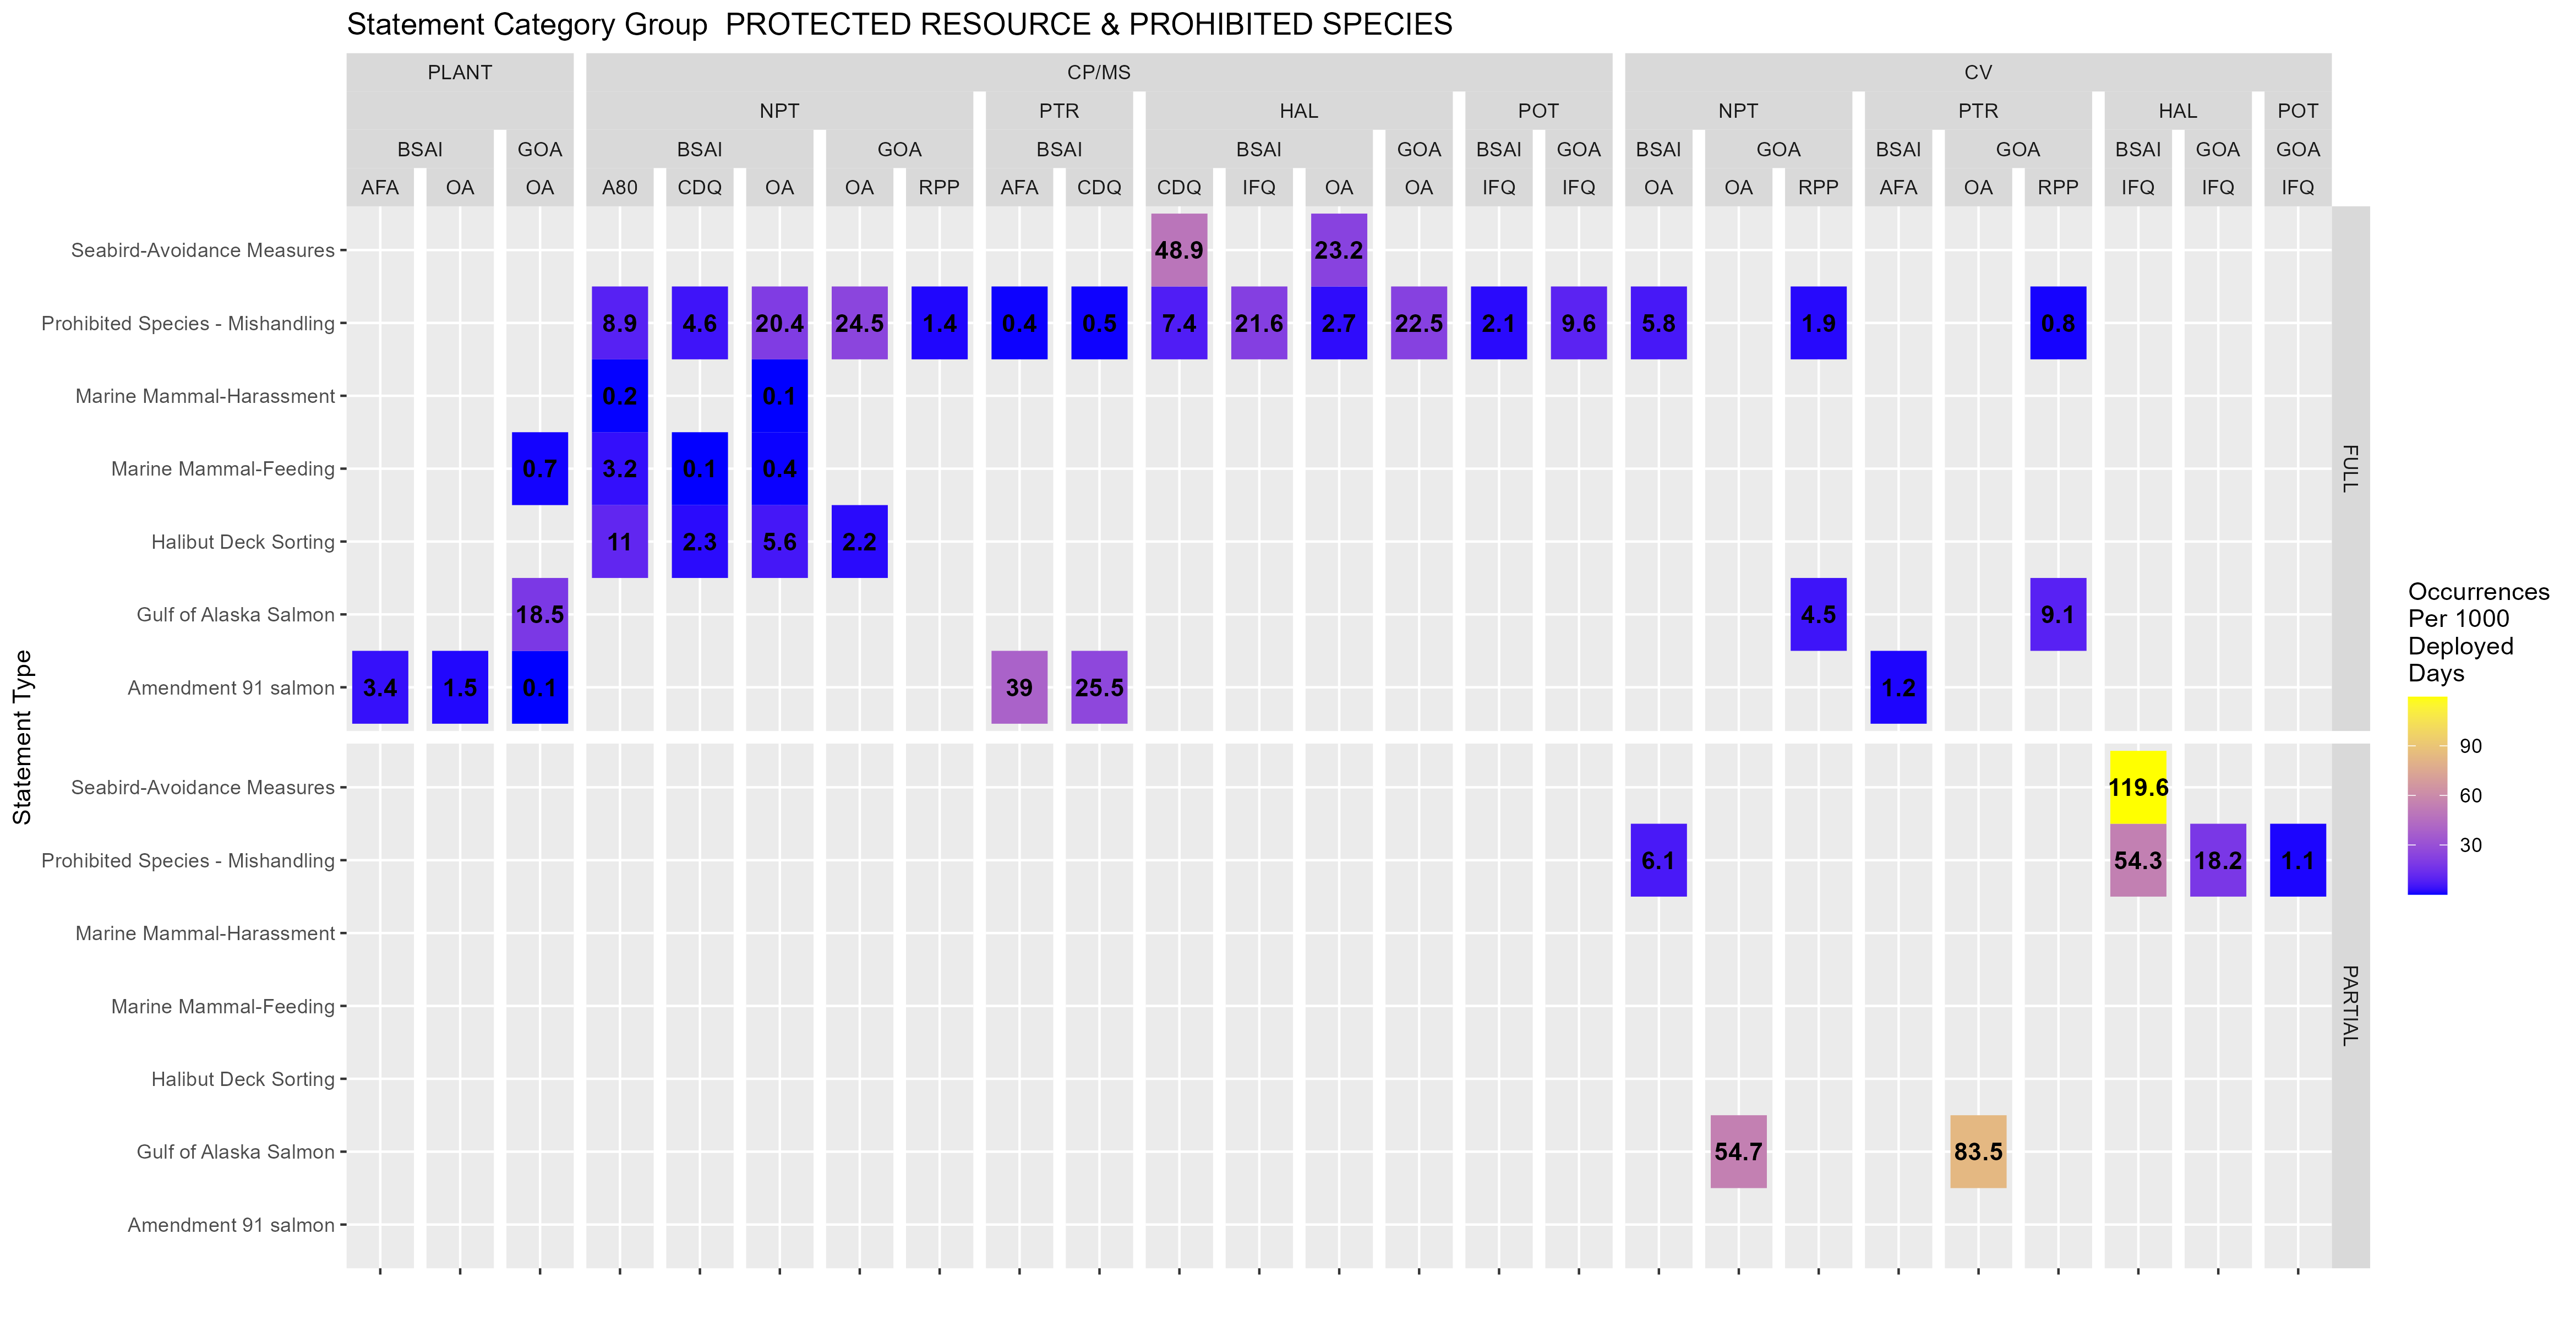 Statement Category Group  PROTECTED RESOURCE & PROHIBITED SPECIES
PLANT CP/MS CV
NPT PTR HAL POT NPT PTR HAL POT
BSAI GOA BSAI GOA BSAI BSAI GOA BSAI GOA BSAI GOA BSAI GOA BSAI GOA GOA
AFA OA OA A80 CDQ OA OA RPP AFA CDQ CDQ IFQ OA OA IFQ IFQ OA OA RPP AFA OA RPP IFQ IFQ IFQ
Statement Type
FULL
Seabird-Avoidance Measures 48.9 23.2
Prohibited Species - Mishandling 8.9 4.6 20.4 24.5 1.4 0.4 0.5 7.4 21.6 2.7 22.5 2.1 9.6 5.8 1.9 0.8
Marine Mammal-Harassment 0.2 0.1
Marine Mammal-Feeding 0.7 3.2 0.1 0.4
Halibut Deck Sorting 11 2.3 5.6 2.2
Gulf of Alaska Salmon 18.5 4.5 9.1
Amendment 91 salmon 3.4 1.5 0.1 39 25.5 1.2
PARTIAL
Seabird-Avoidance Measures 119.6
Prohibited Species - Mishandling 6.1 54.3 18.2 1.1
Marine Mammal-Harassment
Marine Mammal-Feeding
Halibut Deck Sorting
Gulf of Alaska Salmon 54.7 83.5
Amendment 91 salmon
Occurrences
Per 1000
Deployed
Days
90
60
30